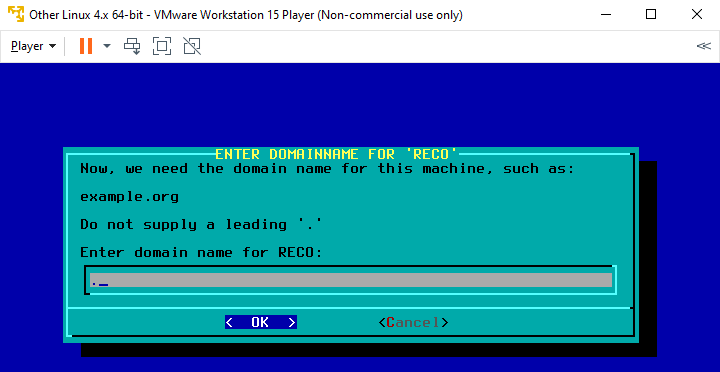 Other Linux 4.x 64-bit - VMware Workstation 15 Player (Non-commercial use only)
Player
ENTER DOMAINNAME FOR 'RECO'
Now, we need the domain name for this machine, such as:
example.org
Do not supply a leading '.'
Enter domain name for RECO:
._
< OK > <Cancel>